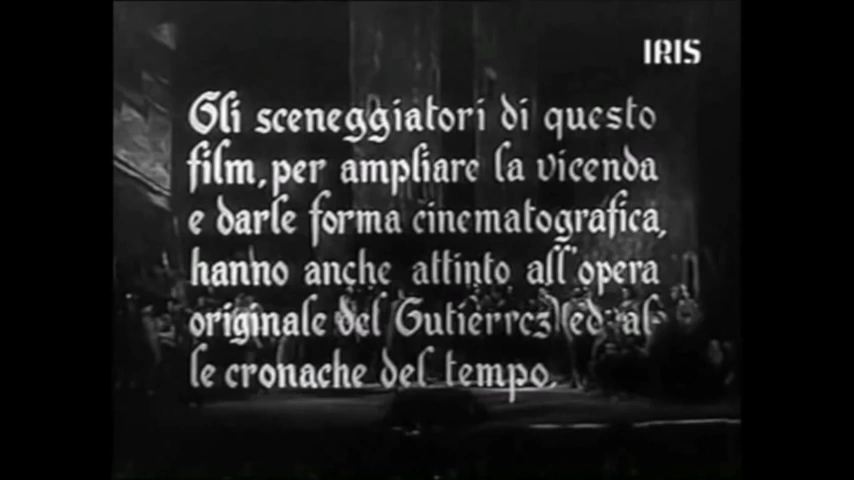 IRIS
Gli sceneggiatori di questo
film, per ampliare la vicenda
e darle forma cinematografica,
hanno anche attinto all'opera
originale del Gutiérrez ed al-
le cronache del tempo.